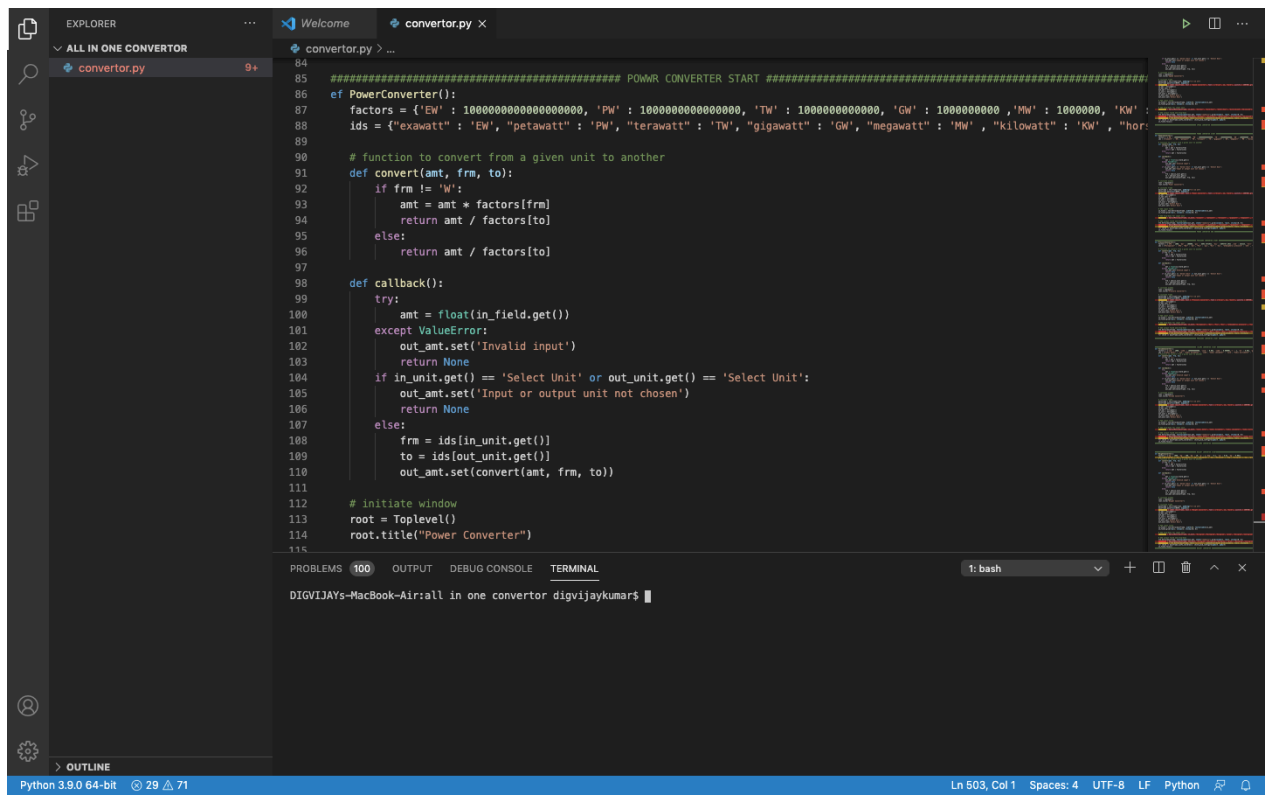 EXPLORER ···
Welcome
convertor.py ×
ALL IN ONE CONVERTOR
convertor.py 9+
convertor.py > ...
84
85 ############################################## POWWR CONVERTER START #############################################################
86 ef PowerConverter():
87 factors = {'EW' : 1000000000000000000, 'PW' : 1000000000000000, 'TW' : 1000000000000, 'GW' : 1000000000 ,'MW' : 1000000, 'KW' :
88 ids = {"exawatt" : 'EW', "petawatt" : 'PW', "terawatt" : 'TW', "gigawatt" : 'GW', "megawatt" : 'MW' , "kilowatt" : 'KW' , "hors
89
90 # function to convert from a given unit to another
91 def convert(amt, frm, to):
92 if frm != 'W':
93 amt = amt * factors[frm]
94 return amt / factors[to]
95 else:
96 return amt / factors[to]
97
98 def callback():
99 try:
100 amt = float(in_field.get())
101 except ValueError:
102 out_amt.set('Invalid input')
103 return None
104 if in_unit.get() == 'Select Unit' or out_unit.get() == 'Select Unit':
105 out_amt.set('Input or output unit not chosen')
106 return None
107 else:
108 frm = ids[in_unit.get()]
109 to = ids[out_unit.get()]
110 out_amt.set(convert(amt, frm, to))
111
112 # initiate window
113 root = Toplevel()
114 root.title("Power Converter")
115
PROBLEMS 100 OUTPUT DEBUG CONSOLE TERMINAL 1: bash
DIGVIJAYs-MacBook-Air:all in one convertor digvijaykumar$
OUTLINE
Python 3.9.0 64-bit 29 71 Ln 503, Col 1 Spaces: 4 UTF-8 LF Python